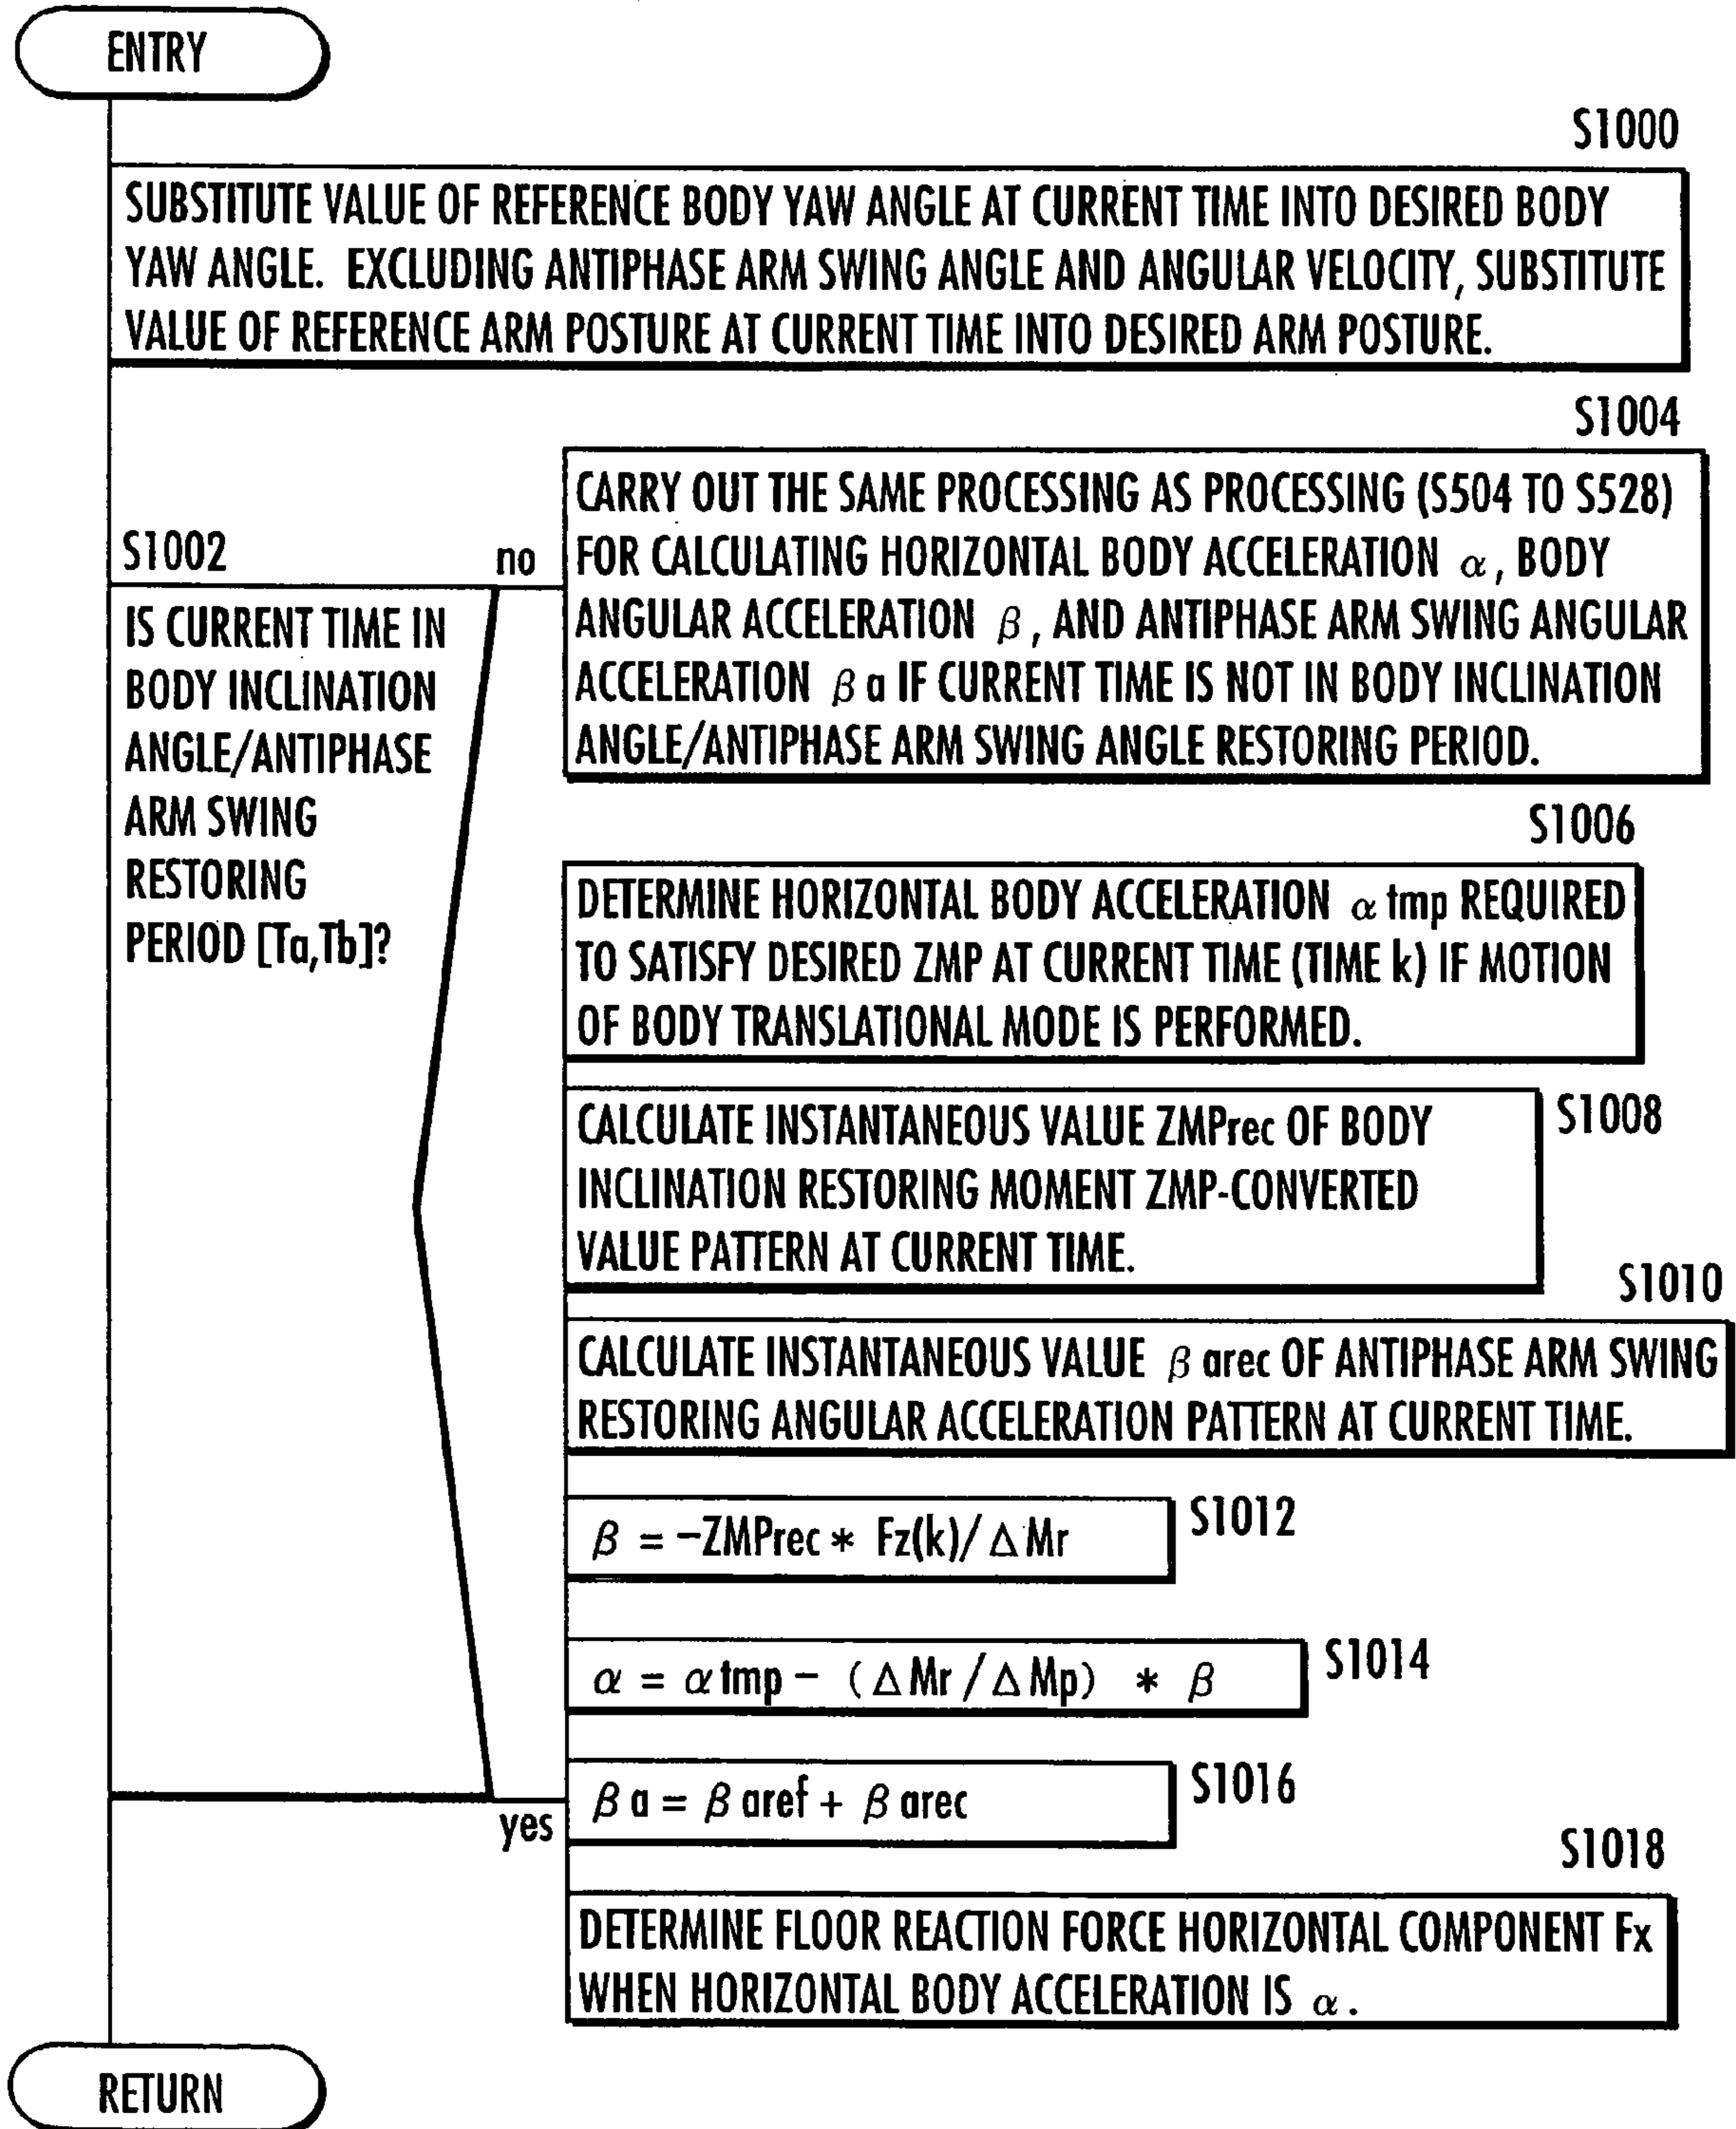 ENTRY
S1000
SUBSTITUTE VALUE OF REFERENCE BODY YAW ANGLE AT CURRENT TIME INTO DESIRED BODY
YAW ANGLE. EXCLUDING ANTIPHASE ARM SWING ANGLE AND ANGULAR VELOCITY, SUBSTITUTE
VALUE OF REFERENCE ARM POSTURE AT CURRENT TIME INTO DESIRED ARM POSTURE.
S1002
IS CURRENT TIME IN
BODY INCLINATION
ANGLE/ANTIPHASE
ARM SWING
RESTORING
PERIOD [Ta,Tb]?
no
S1004
CARRY OUT THE SAME PROCESSING AS PROCESSING (S504 TO S528)
FOR CALCULATING HORIZONTAL BODY ACCELERATION α, BODY
ANGULAR ACCELERATION β, AND ANTIPHASE ARM SWING ANGULAR
ACCELERATION β a IF CURRENT TIME IS NOT IN BODY INCLINATION
ANGLE/ANTIPHASE ARM SWING ANGLE RESTORING PERIOD.
yes
S1006
DETERMINE HORIZONTAL BODY ACCELERATION α tmp REQUIRED
TO SATISFY DESIRED ZMP AT CURRENT TIME (TIME k) IF MOTION
OF BODY TRANSLATIONAL MODE IS PERFORMED.
S1008
CALCULATE INSTANTANEOUS VALUE ZMPrec OF BODY
INCLINATION RESTORING MOMENT ZMP-CONVERTED
VALUE PATTERN AT CURRENT TIME.
S1010
CALCULATE INSTANTANEOUS VALUE β arec OF ANTIPHASE ARM SWING
RESTORING ANGULAR ACCELERATION PATTERN AT CURRENT TIME.
S1012
β = -ZMPrec * Fz(k)/ΔMr
S1014
α = α tmp - (ΔMr/ΔMp) * β
S1016
β a = β aref + β arec
S1018
DETERMINE FLOOR REACTION FORCE HORIZONTAL COMPONENT Fx
WHEN HORIZONTAL BODY ACCELERATION IS α.
RETURN